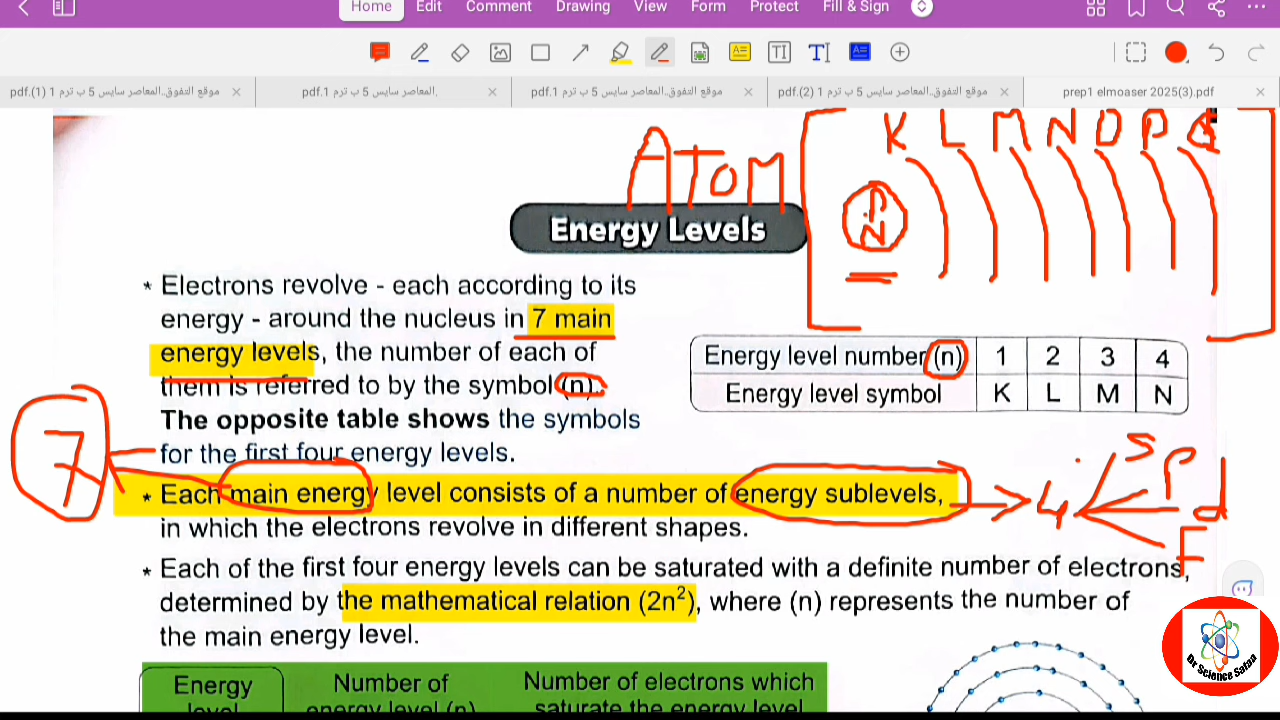 Home Edit Comment Drawing View Form Protect Fill & Sign
موقع التفوق..المعاصر سايس 5 ب ترم 1 (1).pdf
المعاصر سايس 5 ب ترم 1.pdf
موقع التفوق..المعاصر سايس 5 ب ترم 1.pdf
موقع التفوق..المعاصر سايس 5 ب ترم 1 (2).pdf
prep1 elmoaser 2025(3).pdf
K L M N O P Q
ATOM
P
N
Energy Levels
* Electrons revolve - each according to its
energy - around the nucleus in 7 main
energy levels, the number of each of
them is referred to by the symbol (n).
The opposite table shows the symbols
for the first four energy levels.
Energy level number (n) 1 2 3 4
Energy level symbol K L M N
7
* Each main energy level consists of a number of energy sublevels,
in which the electrons revolve in different shapes.
4
S
P
d
F
* Each of the first four energy levels can be saturated with a definite number of electrons,
determined by the mathematical relation (2n²), where (n) represents the number of
the main energy level.
Energy level
Number of energy level (n)
Number of electrons which saturate the energy level
Dr Science Safaa